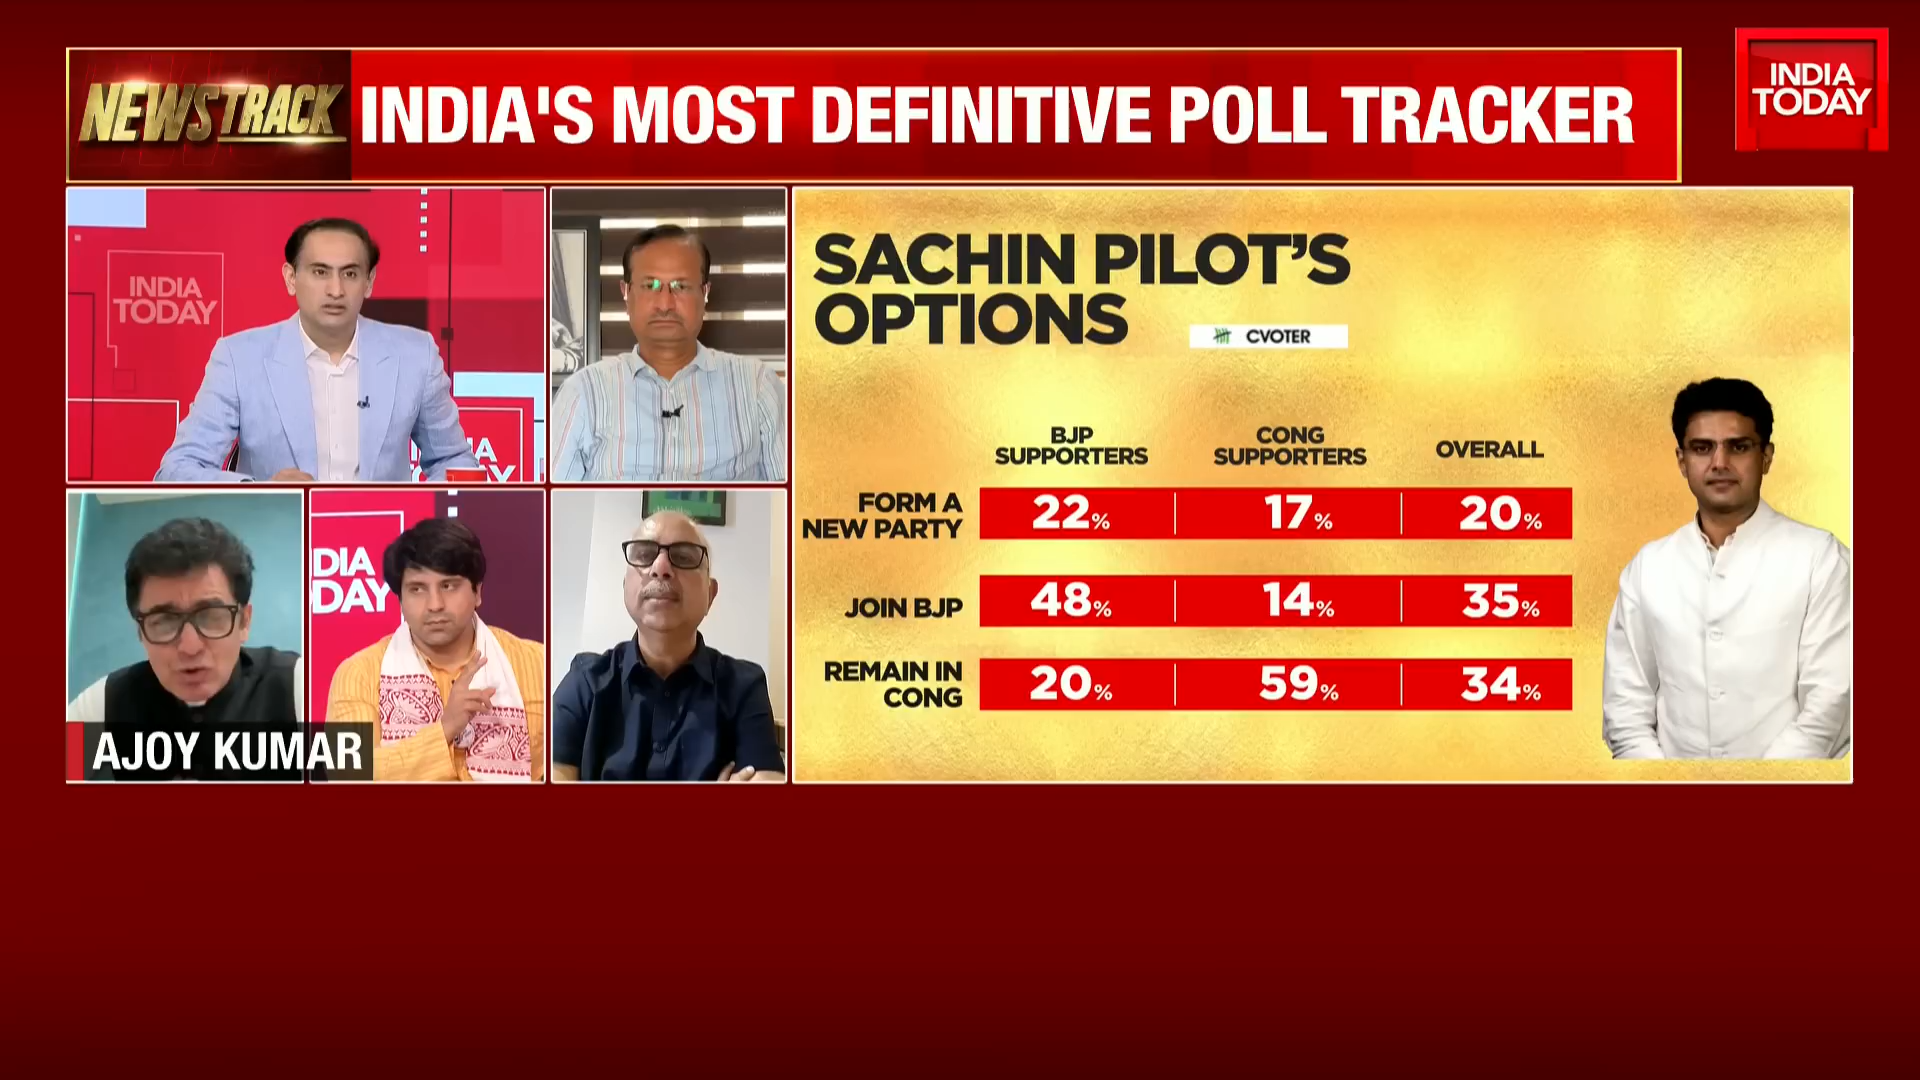 NEWSTRACK
INDIA'S MOST DEFINITIVE POLL TRACKER
INDIA
TODAY
INDIA
TODAY
SACHIN PILOT'S
OPTIONS
CVOTER
BJP
SUPPORTERS
CONG
SUPPORTERS
OVERALL
FORM A
NEW PARTY
22% 17% 20%
JOIN BJP
48% 14% 35%
REMAIN IN
CONG
20% 59% 34%
DIA
DAY
AJOY KUMAR